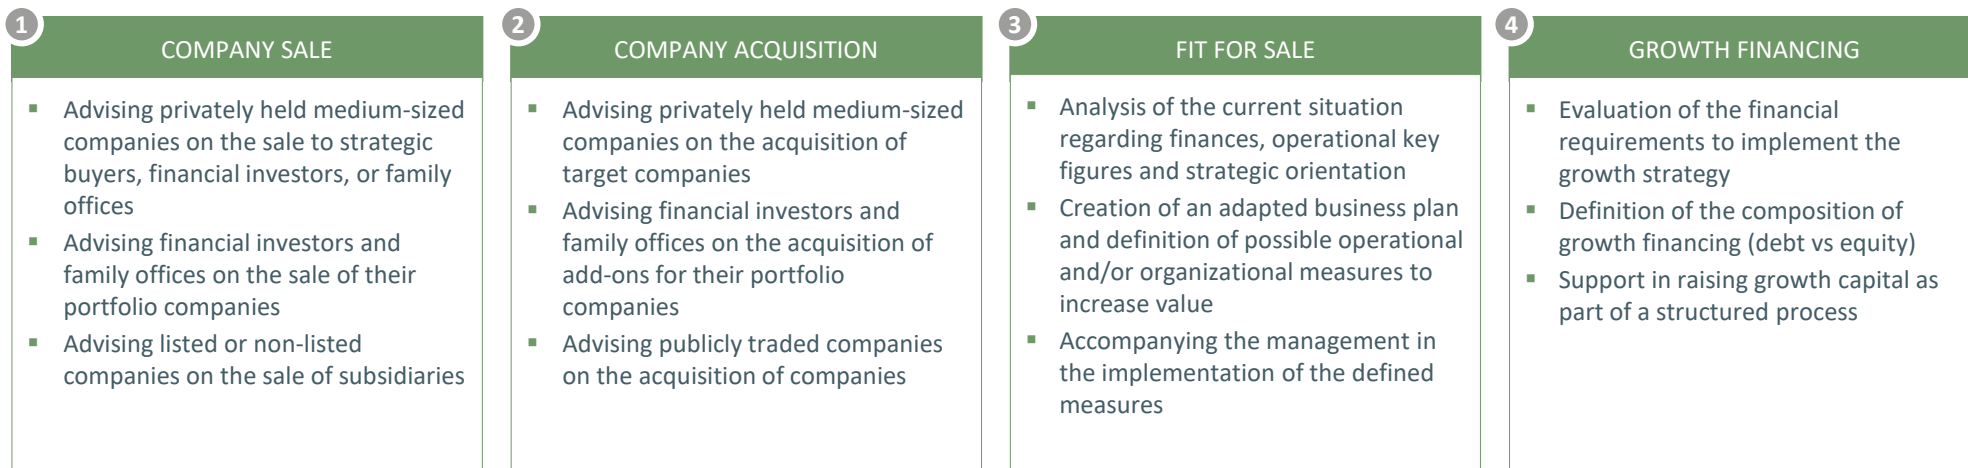 1
COMPANY SALE
▪ Advising privately held medium-sized
companies on the sale to strategic
buyers, financial investors, or family
offices
▪ Advising financial investors and
family offices on the sale of their
portfolio companies
▪ Advising listed or non-listed
companies on the sale of subsidiaries
2
COMPANY ACQUISITION
▪ Advising privately held medium-sized
companies on the acquisition of
target companies
▪ Advising financial investors and
family offices on the acquisition of
add-ons for their portfolio
companies
▪ Advising publicly traded companies
on the acquisition of companies
3
FIT FOR SALE
▪ Analysis of the current situation
regarding finances, operational key
figures and strategic orientation
▪ Creation of an adapted business plan
and definition of possible operational
and/or organizational measures to
increase value
▪ Accompanying the management in
the implementation of the defined
measures
4
GROWTH FINANCING
▪ Evaluation of the financial
requirements to implement the
growth strategy
▪ Definition of the composition of
growth financing (debt vs equity)
▪ Support in raising growth capital as
part of a structured process